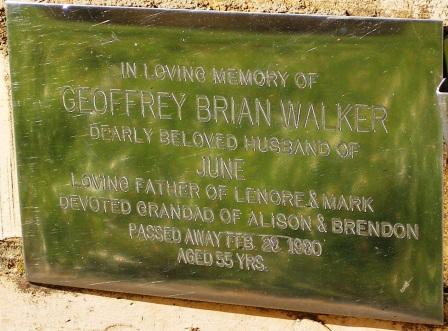 IN LOVING MEMORY OF
GEOFFREY BRIAN WALKER
DEARLY BELOVED HUSBAND OF
JUNE
LOVING FATHER OF LENORE & MARK
DEVOTED GRANDAD OF ALISON & BRENDON
PASSED AWAY FEB. 1980
AGED 55 YRS.